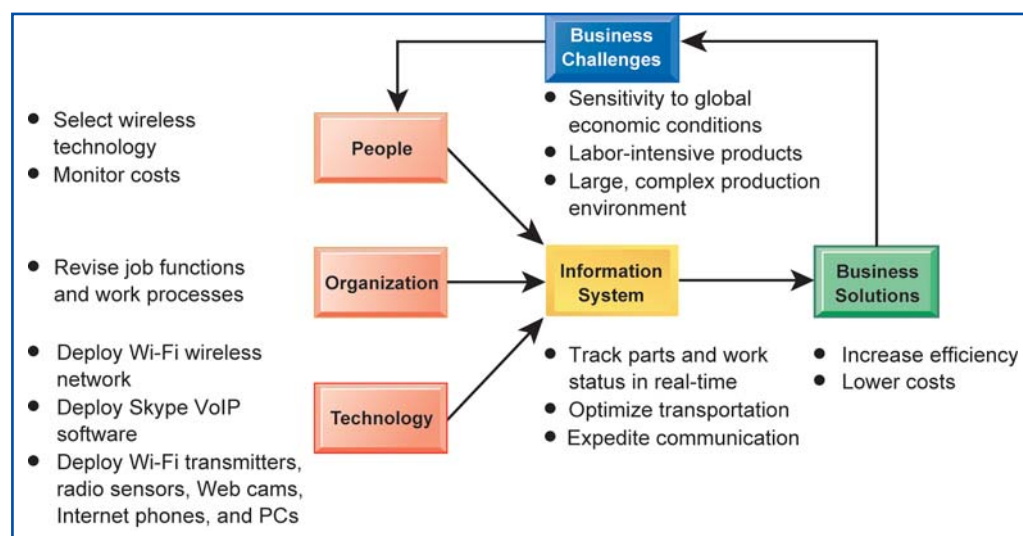 Business
Challenges
● Sensitivity to global
economic conditions
● Labor-intensive products
● Large, complex production
environment
● Select wireless
technology
● Monitor costs
People
● Revise job functions
and work processes
Organization
Information
System
Business
Solutions
● Deploy Wi-Fi wireless
network
● Deploy Skype VoIP
software
● Deploy Wi-Fi transmitters,
radio sensors, Web cams,
Internet phones, and PCs
Technology
● Track parts and work
status in real-time
● Optimize transportation
● Expedite communication
● Increase efficiency
● Lower costs